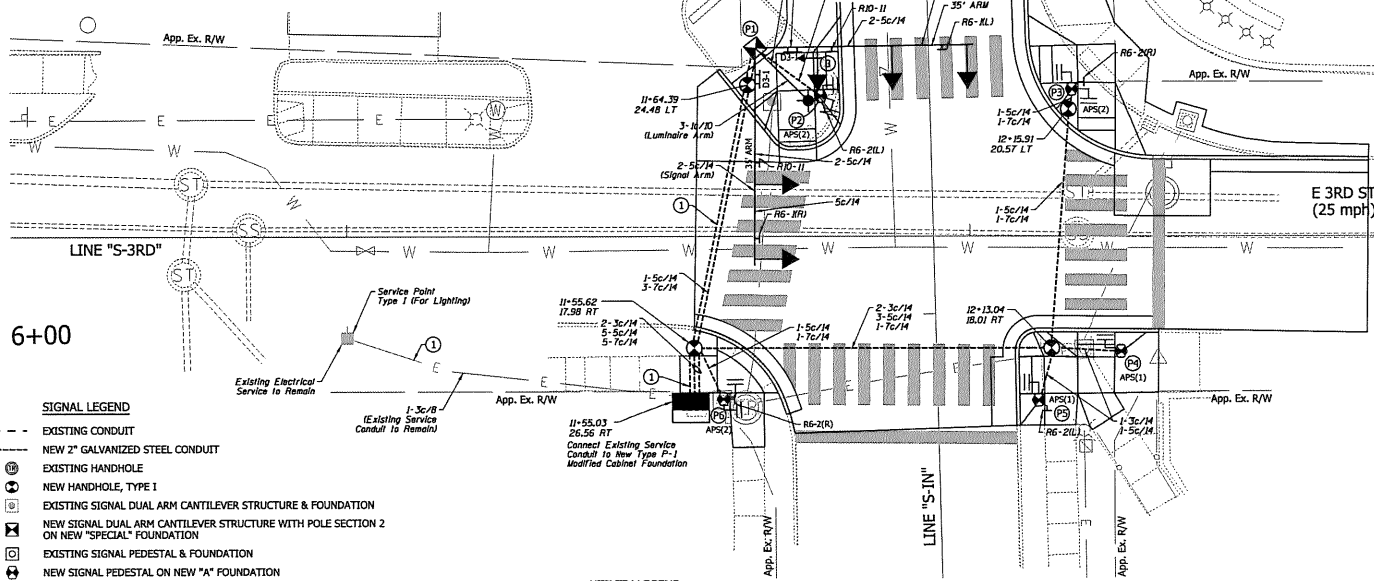 App. Ex. R/W
P1
R10-11
2-5c/14
35' ARM
R6-1(L)
R6-2(R)
App. Ex. R/W
D3-1
D3-1
8
11+64.39
24.48 LT
3-1c/10
(Luminaire Arm)
P2
APS(2)
R6-2(L)
2-5c/14
P3
APS(2)
1-5c/14
1-7c/14
12+15.91
20.57 LT
W
E
E
E
E
W
W
W
W
W
W
2-5c/14
(Signal Arm)
35' ARM
R10-11
5c/14
R6-1(R)
1
ST
SS
ST
ST
SS
1-5c/14
1-7c/14
E 3RD ST
(25 mph)
LINE "S-3RD"
W
W
W
W
W
W
W
W
W
Service Point
Type I (For Lighting)
1-5c/14
3-7c/14
11+55.62
17.98 RT
2-3c/14
5-5c/14
5-7c/14
1-5c/14
1-7c/14
2-3c/14
3-5c/14
1-7c/14
12+13.04
18.01 RT
6+00
1
1
E
E
E
E
Existing Electrical
Service to Remain
1-3c/8
(Existing Service
Conduit to Remain)
App. Ex. R/W
P4
APS(1)
App. Ex. R/W
11+55.03
26.56 RT
Connect Existing Service
Conduit to New Type P-1
Modified Cabinet Foundation
P6
APS(2)
R6-2(R)
APS(1)
P5
R6-2(L)
1-3c/14
1-5c/14
E
App. Ex. R/W
LINE "S-IN"
App. Ex. R/W
SIGNAL LEGEND
EXISTING CONDUIT
NEW 2" GALVANIZED STEEL CONDUIT
EXISTING HANDHOLE
NEW HANDHOLE, TYPE I
EXISTING SIGNAL DUAL ARM CANTILEVER STRUCTURE & FOUNDATION
NEW SIGNAL DUAL ARM CANTILEVER STRUCTURE WITH POLE SECTION 2
ON NEW "SPECIAL" FOUNDATION
EXISTING SIGNAL PEDESTAL & FOUNDATION
NEW SIGNAL PEDESTAL ON NEW "A" FOUNDATION